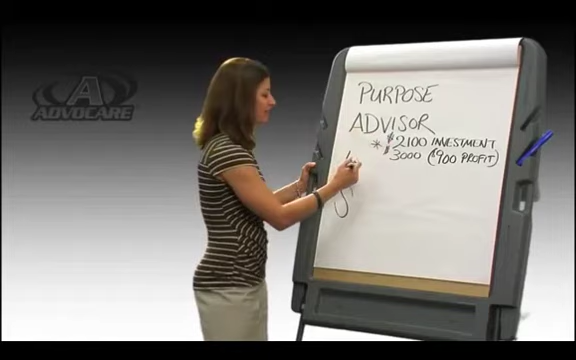 A
ADVOCARE
PURPOSE
ADVISOR
* $2100 INVESTMENT
$3000 ($900 PROFIT)